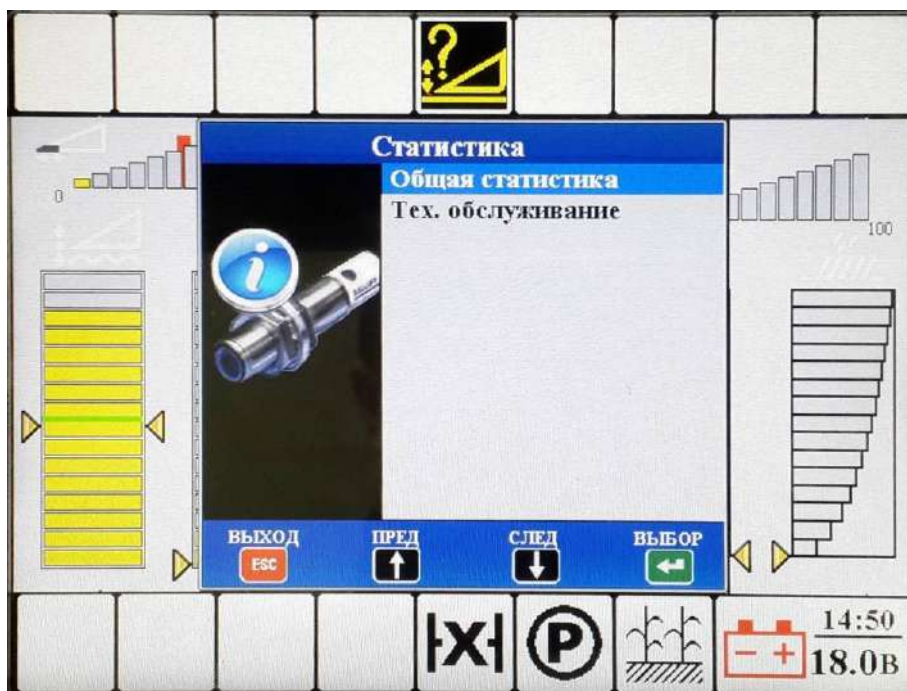 ?
0
Статистика
Общая статистика
Тех. обслуживание
100
i
ВЫХОД
ПРЕД
СЛЕД
ВЫБОР
ESC
P
14:50
18.0В